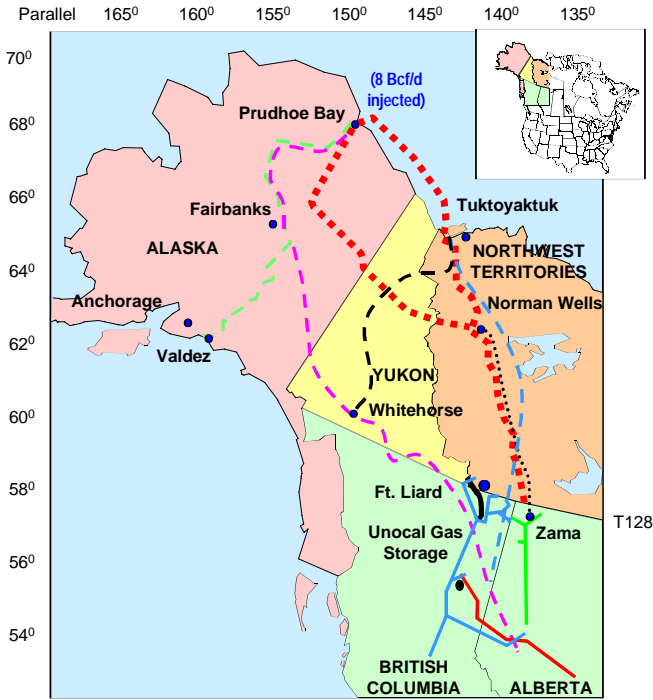 Parallel 165⁰ 160⁰ 155⁰ 150⁰ 145⁰ 140⁰ 135⁰
70⁰
(8 Bcf/d
injected)
Prudhoe Bay
68⁰
66⁰
Tuktoyaktuk
Fairbanks
ALASKA
NORTHWEST
TERRITORIES
64⁰
Anchorage
Norman Wells
62⁰
Valdez
YUKON
60⁰
Whitehorse
58⁰
Ft. Liard
T128
Unocal Gas
Storage
Zama
56⁰
54⁰
BRITISH
COLUMBIA
ALBERTA